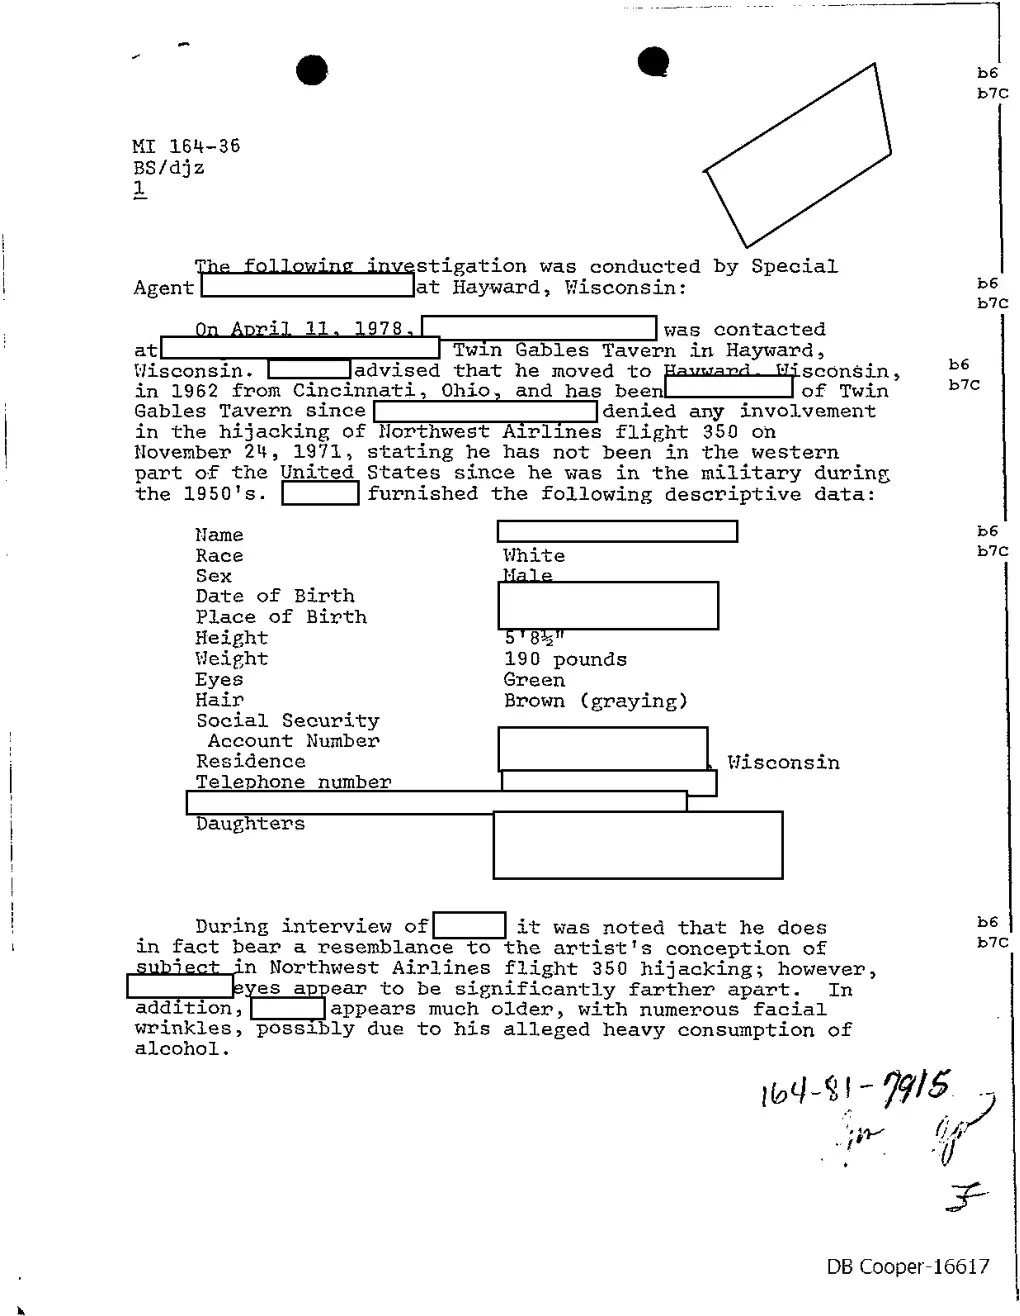 b6
b7C
MI 164-36
BS/djz
1
The following investigation was conducted by Special
Agent at Hayward, Wisconsin:
b6
b7C
On April 11, 1978, was contacted
at Twin Gables Tavern in Hayward,
Wisconsin. advised that he moved to Hayward, Wisconsin,
b6
b7C
in 1962 from Cincinnati, Ohio, and has been of Twin
Gables Tavern since denied any involvement
in the hijacking of Northwest Airlines flight 350 on
November 24, 1971, stating he has not been in the western
part of the United States since he was in the military during
the 1950's. furnished the following descriptive data:
Name
b6
Race White
b7C
Sex Male
Date of Birth
Place of Birth
Height 5'8½"
Weight 190 pounds
Eyes Green
Hair Brown (graying)
Social Security
Account Number
Residence , Wisconsin
Telephone number
Daughters
During interview of it was noted that he does
b6
b7C
in fact bear a resemblance to the artist's conception of
subject in Northwest Airlines flight 350 hijacking; however,
eyes appear to be significantly farther apart. In
addition, appears much older, with numerous facial
wrinkles, possibly due to his alleged heavy consumption of
alcohol.
164-81-7915
DB Cooper-16617